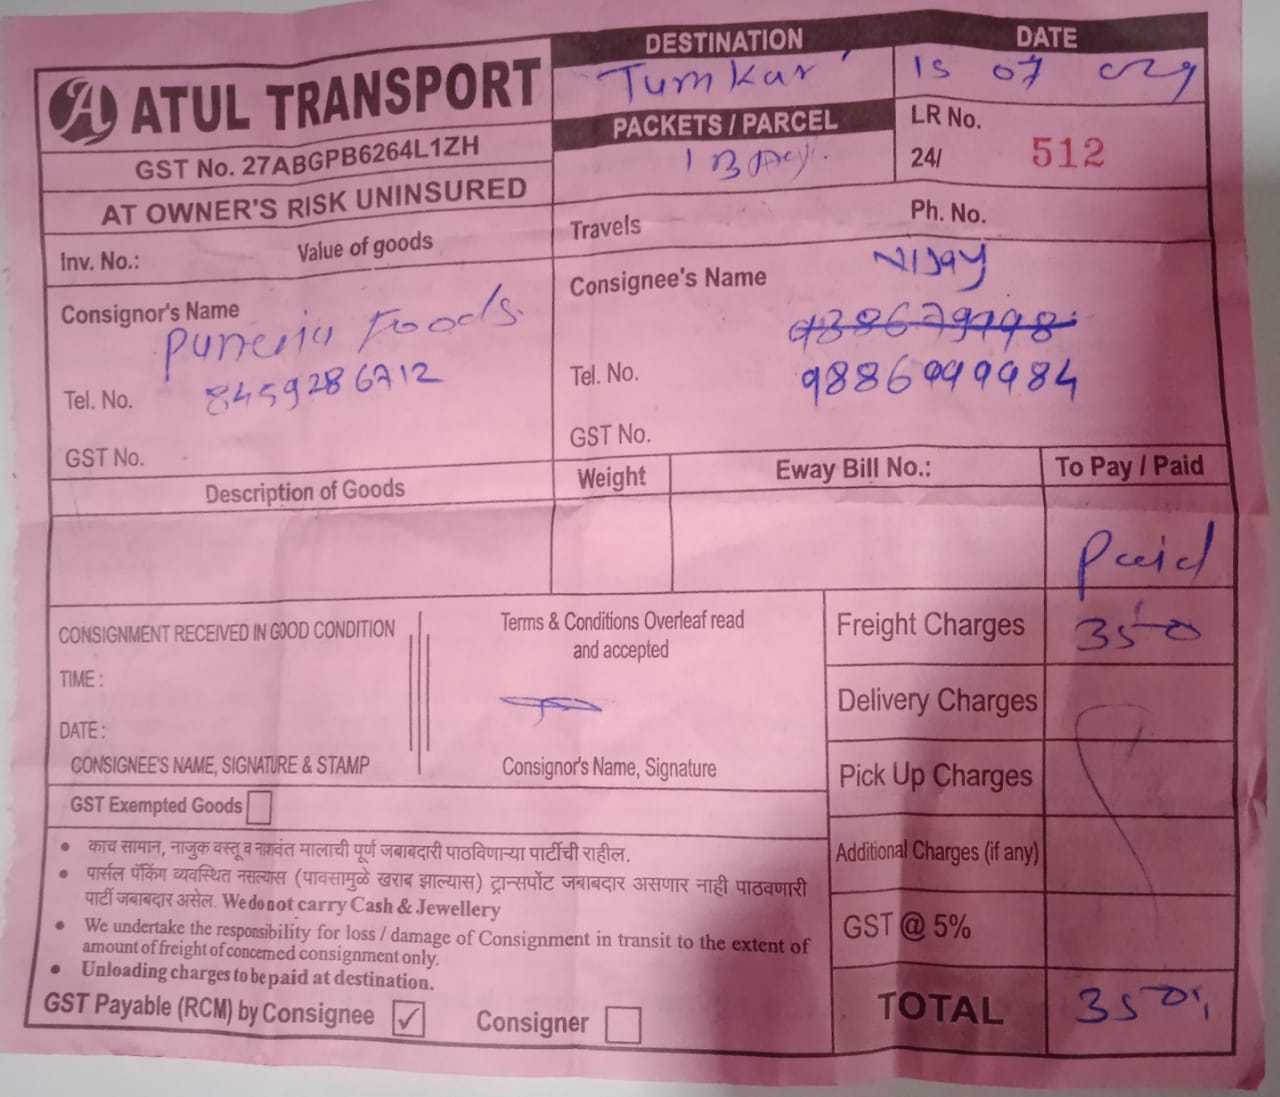 ATUL TRANSPORT
GST No. 27ABGPB6264L1ZH
AT OWNER'S RISK UNINSURED
DESTINATION
Tumkur
DATE
15 07
PACKETS / PARCEL
1
LR No.
24/ 512
Inv. No.: Value of goods
Travels Ph. No.
Consignor's Name
Foods
Tel. No. 8459286712
GST No.
Consignee's Name Vijay
Tel. No. 9886999984
GST No.
Description of Goods Weight Eway Bill No.: To Pay / Paid
Paid
CONSIGNMENT RECEIVED IN GOOD CONDITION
TIME :
DATE :
CONSIGNEE'S NAME, SIGNATURE & STAMP
Terms & Conditions Overleaf read
and accepted
Consignor's Name, Signature
Freight Charges 350
Delivery Charges
Pick Up Charges
Additional Charges (if any)
GST @ 5%
TOTAL 350/-
GST Exempted Goods
• काच सामान, नाजुक वस्तू व नाशवंत मालाची पूर्ण जबाबदारी पाठविणाऱ्या पार्टीची राहील.
• पार्सल पॅकिंग व्यवस्थित नसल्यास (पावसामुळे खराब झाल्यास) ट्रान्सपोर्ट जबाबदार असणार नाही पाठवणारी
पार्टी जबाबदार असेल. We do not carry Cash & Jewellery
• We undertake the responsibility for loss / damage of Consignment in transit to the extent of
amount of freight of concerned consignment only.
• Unloading charges to be paid at destination.
GST Payable (RCM) by Consignee ✓ Consigner